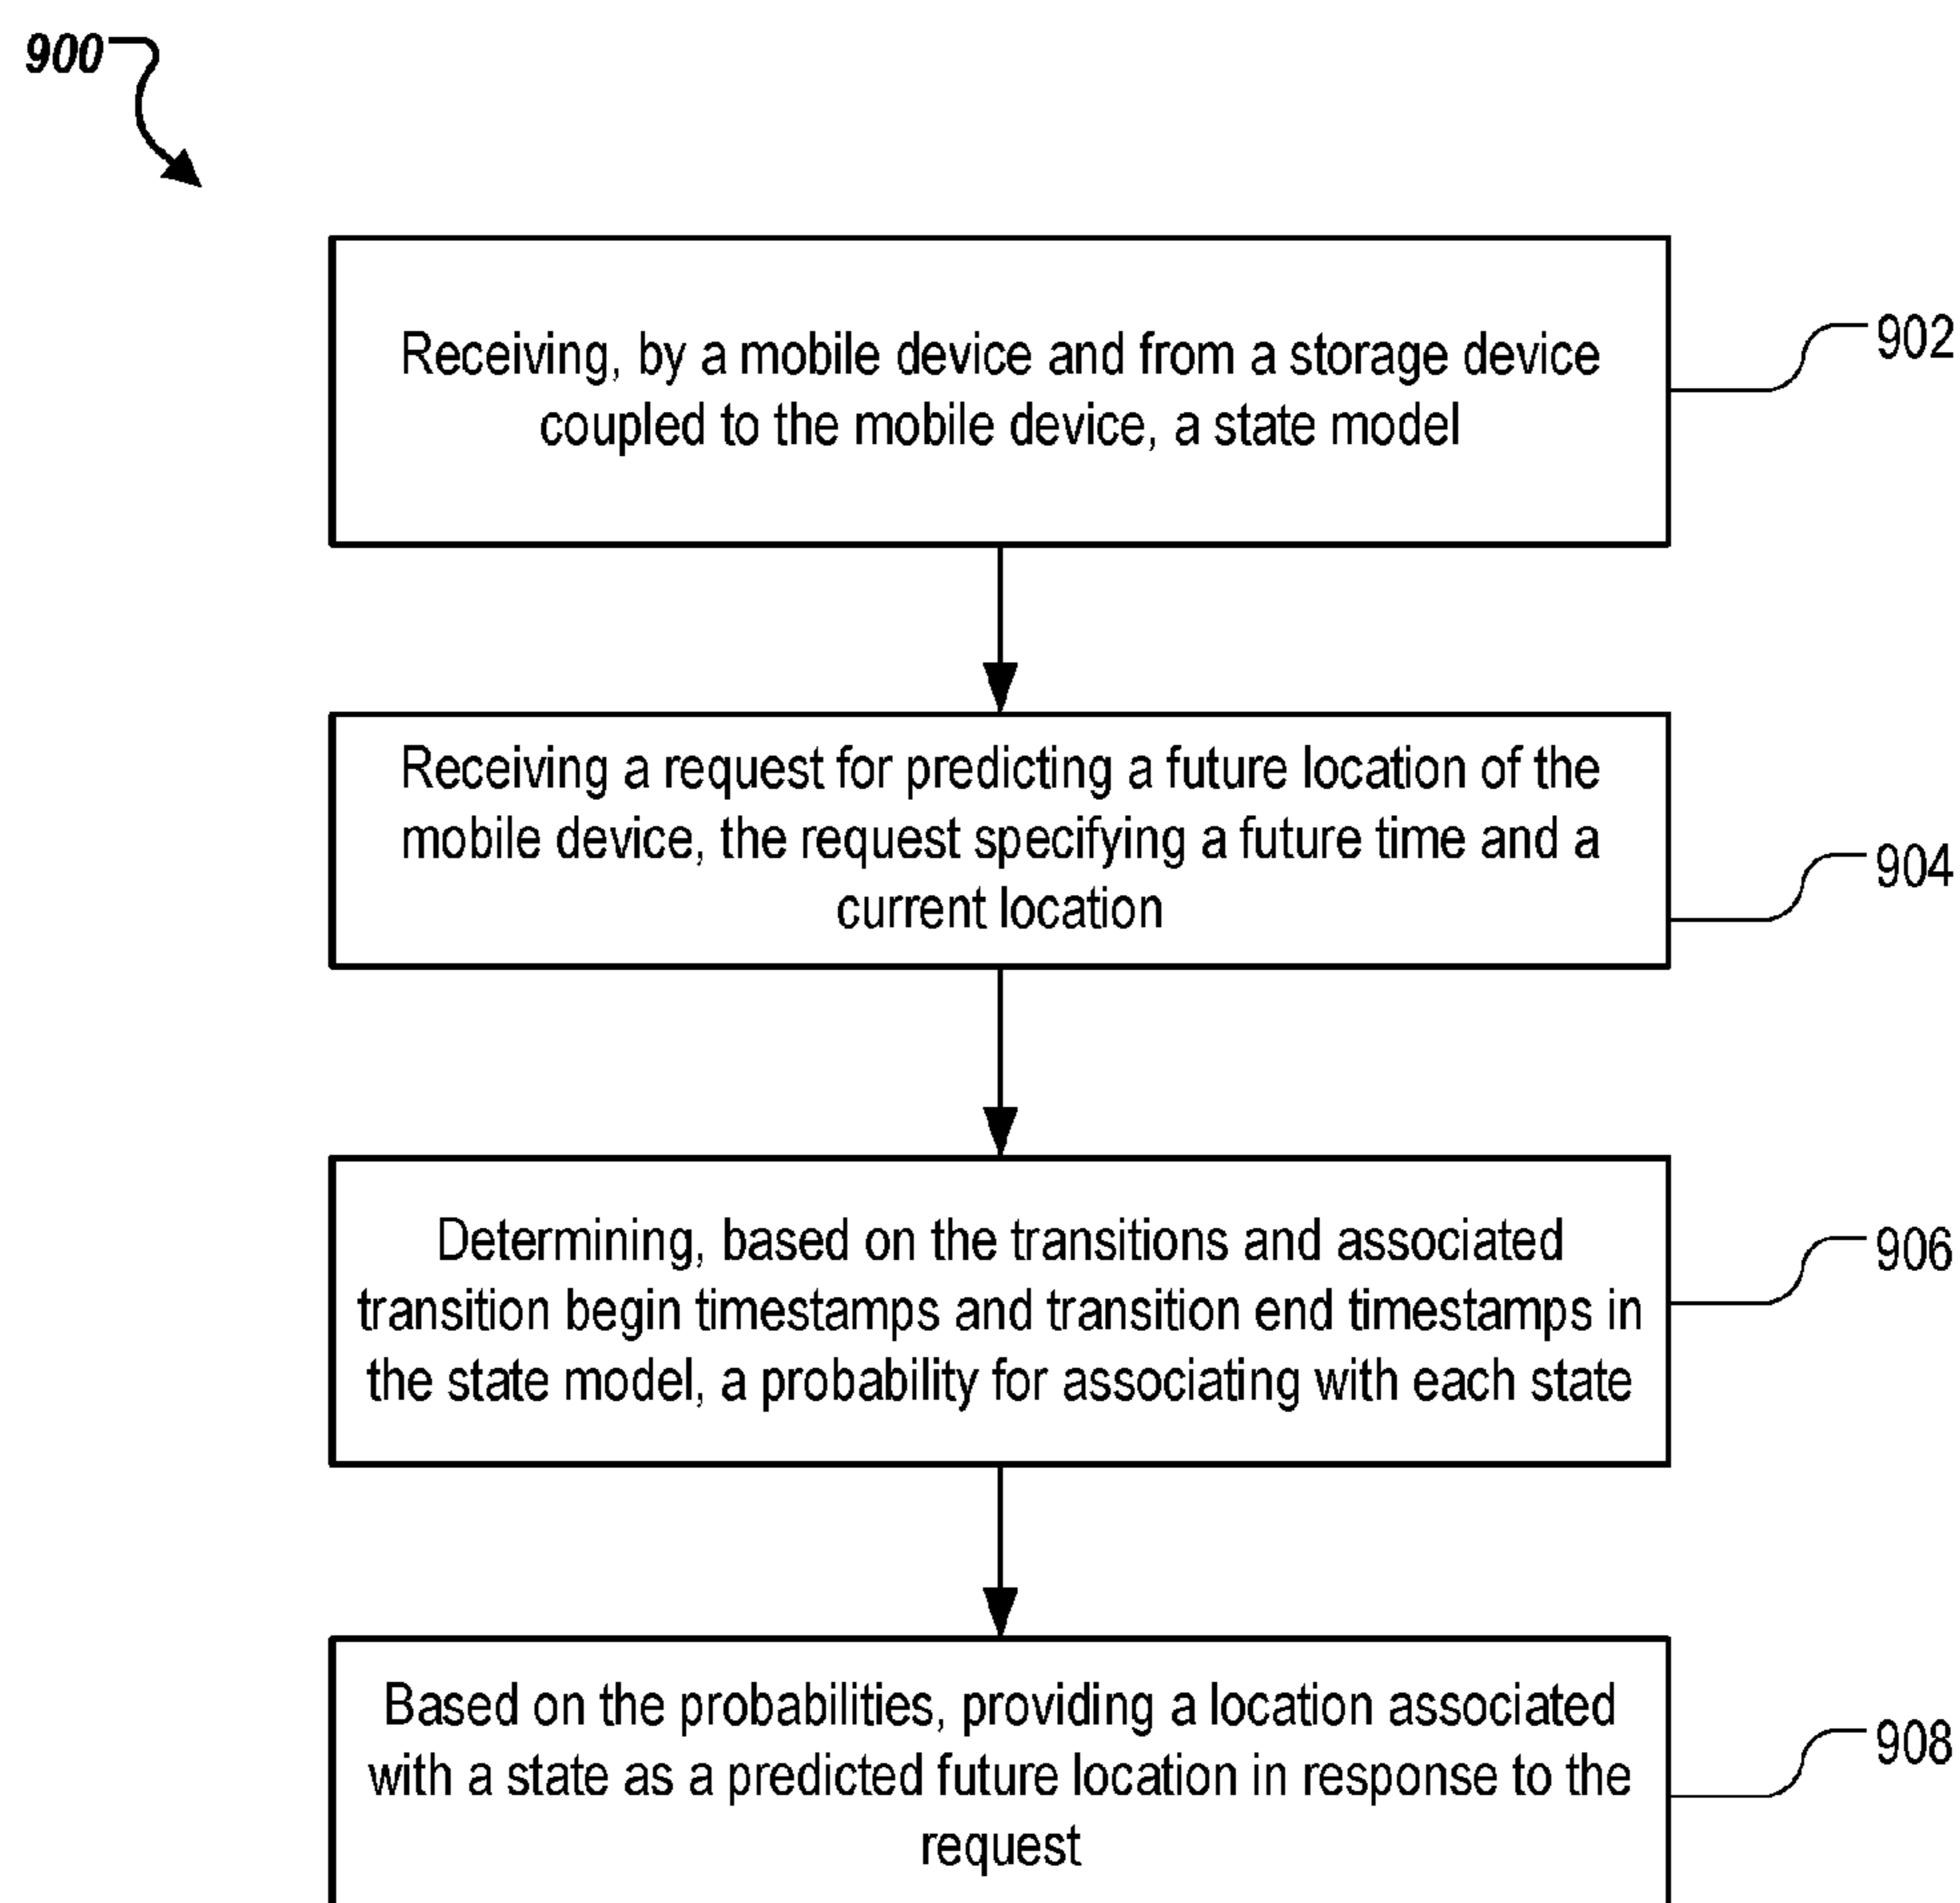 900
Receiving, by a mobile device and from a storage device
coupled to the mobile device, a state model
902
Receiving a request for predicting a future location of the
mobile device, the request specifying a future time and a
current location
904
Determining, based on the transitions and associated
transition begin timestamps and transition end timestamps in
the state model, a probability for associating with each state
906
Based on the probabilities, providing a location associated
with a state as a predicted future location in response to the
request
908